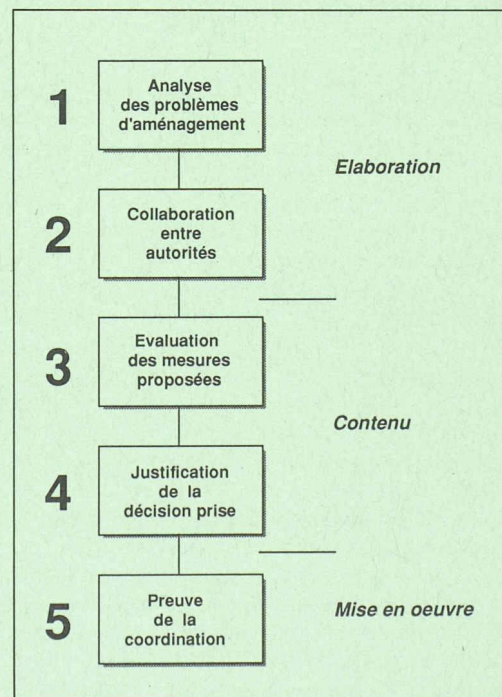 1
Analyse
des problèmes
d'aménagement
Elaboration
2
Collaboration
entre
autorités
3
Evaluation
des mesures
proposées
Contenu
4
Justification
de la
décision prise
5
Preuve
de la
coordination
Mise en oeuvre